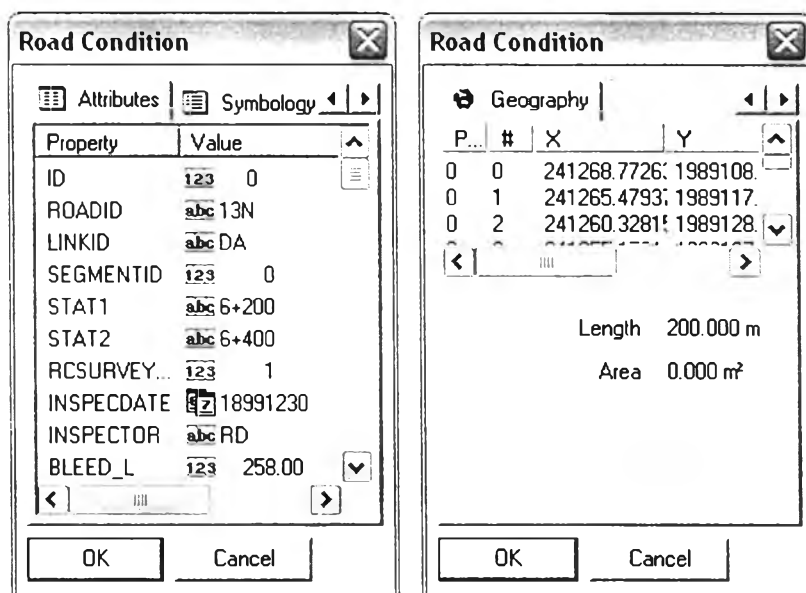 Road Condition
Attributes Symbology
Property Value
ID 123 0
ROADID abc 13N
LINKID abc DA
SEGMENTID 123 0
STAT1 abc 6+200
STAT2 abc 6+400
RCSURVEY... 123 1
INSPECDATE 7 18991230
INSPECTOR abc RD
BLEED_L 123 258.00
OK Cancel
Road Condition
Geography
P... # X Y
0 0 241268.7726 1989108.
0 1 241265.4793 1989117.
0 2 241260.3281 1989128.
Length 200.000 m
Area 0.000 m²
OK Cancel